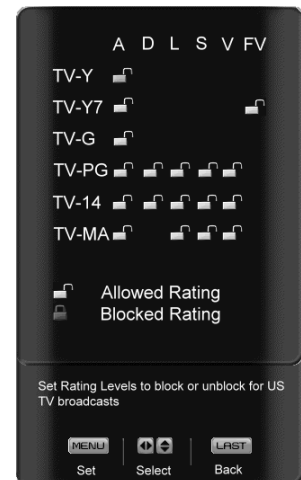 A D L S V FV
TV-Y
TV-Y7
TV-G
TV-PG
TV-14
TV-MA
Allowed Rating
Blocked Rating
Set Rating Levels to block or unblock for US
TV broadcasts
MENU LAST
Set Select Back